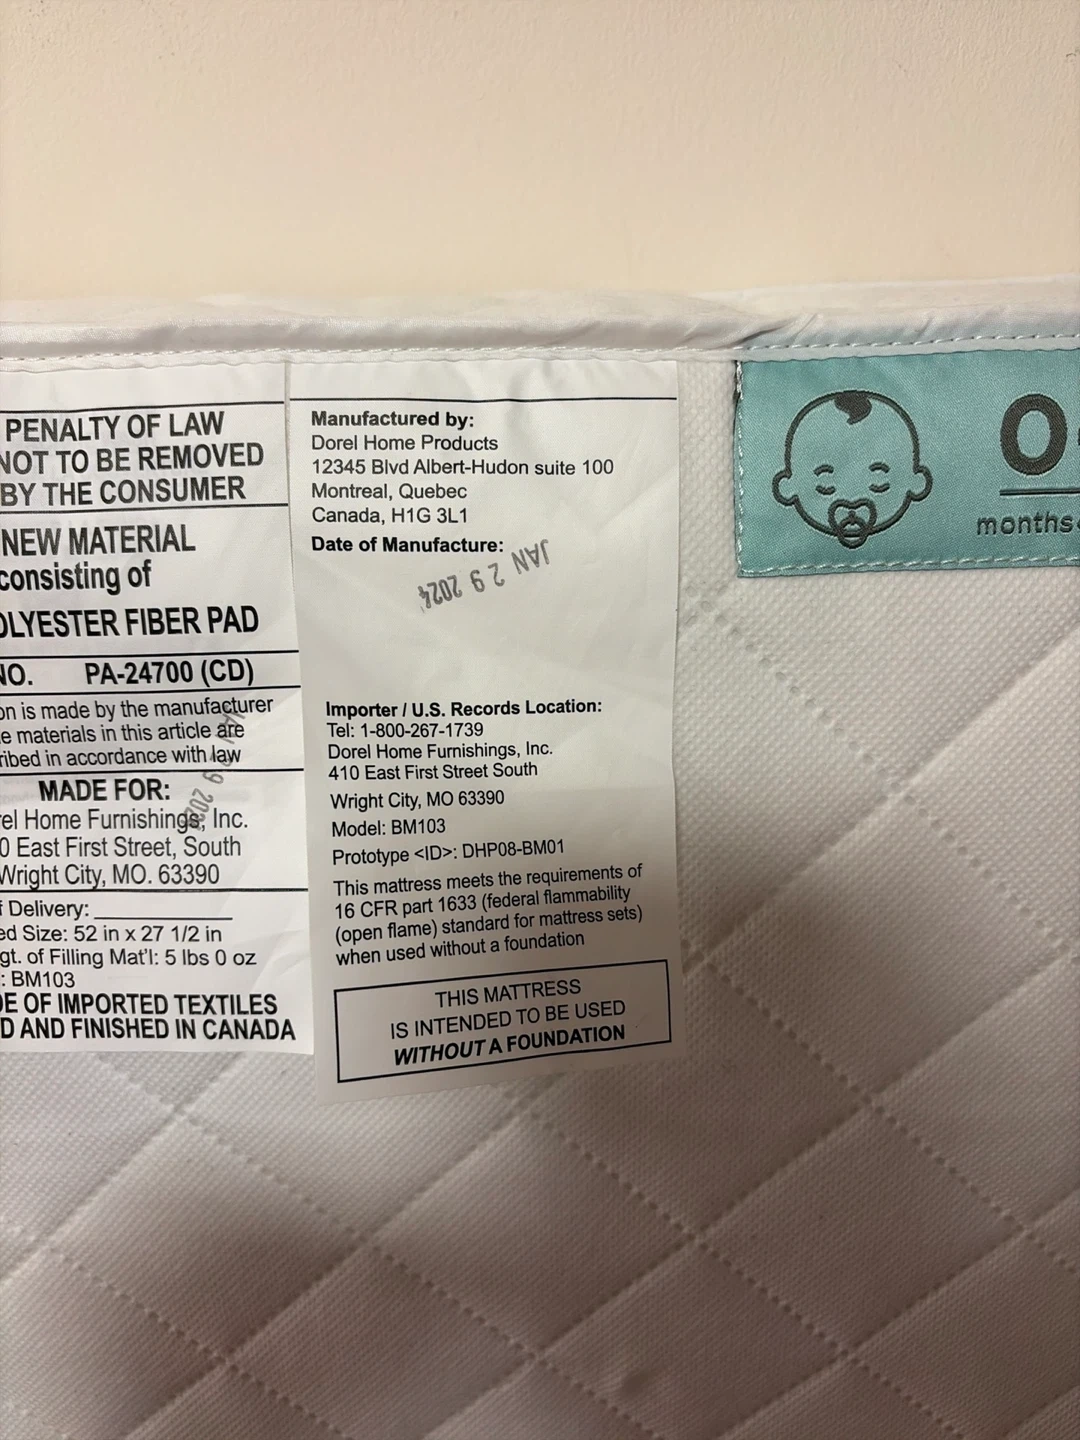 PENALTY OF LAW
NOT TO BE REMOVED
BY THE CONSUMER
NEW MATERIAL
consisting of
OLYESTER FIBER PAD
NO. PA-24700 (CD)
on is made by the manufacturer
e materials in this article are
ribed in accordance with law
JAN 29 2024
MADE FOR:
rel Home Furnishings, Inc.
0 East First Street, South
Wright City, MO. 63390
f Delivery:
ed Size: 52 in x 27 1/2 in
gt. of Filling Mat'l: 5 lbs 0 oz
: BM103
DE OF IMPORTED TEXTILES
D AND FINISHED IN CANADA
Manufactured by:
Dorel Home Products
12345 Blvd Albert-Hudon suite 100
Montreal, Quebec
Canada, H1G 3L1
Date of Manufacture:
JAN 29 2024
Importer / U.S. Records Location:
Tel: 1-800-267-1739
Dorel Home Furnishings, Inc.
410 East First Street South
Wright City, MO 63390
Model: BM103
Prototype <ID>: DHP08-BM01
This mattress meets the requirements of
16 CFR part 1633 (federal flammability
(open flame) standard for mattress sets)
when used without a foundation
THIS MATTRESS
IS INTENDED TO BE USED
WITHOUT A FOUNDATION
0
months